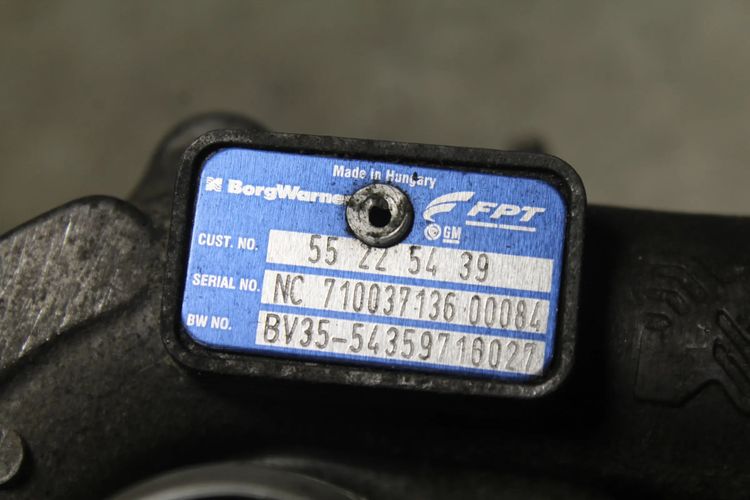 Made in Hungary
BorgWarner FPT
GM
CUST. NO. 55 22 54 39
SERIAL NO. NC 710037136 00084
BW NO. BV35-54359716027